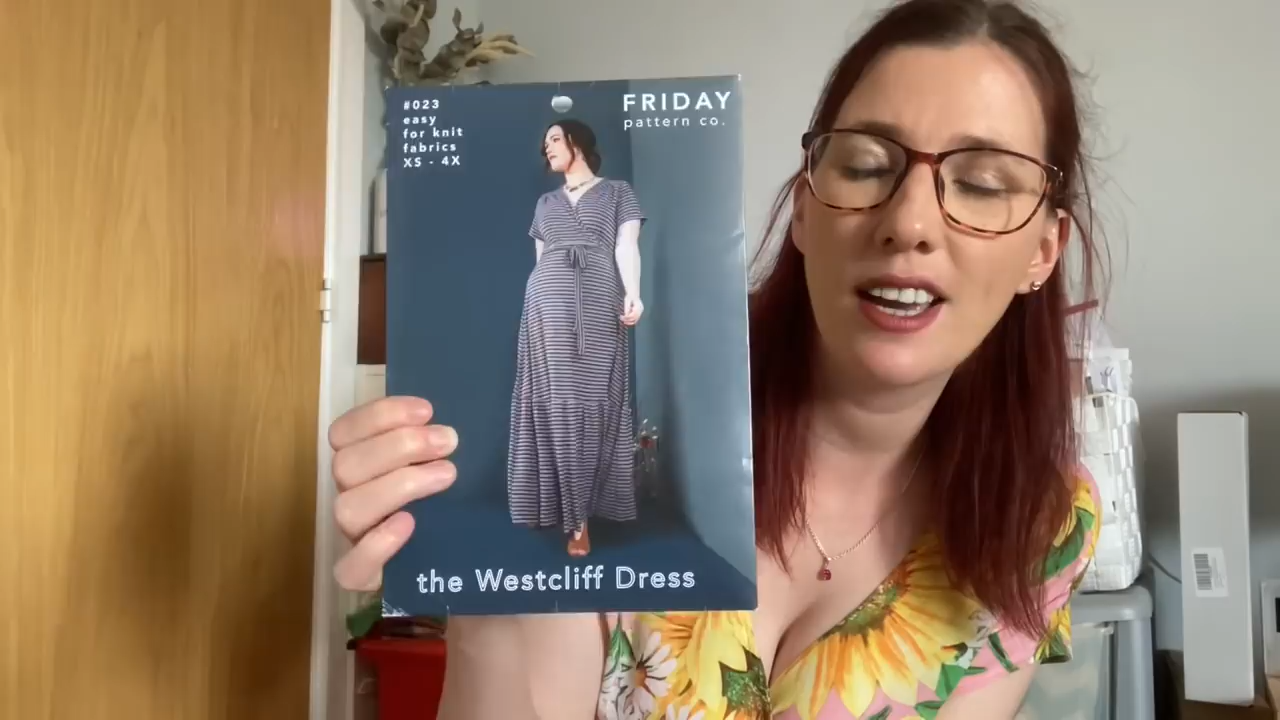 #023
easy
for knit
fabrics
XS - 4X
FRIDAY
pattern co.
the Westcliff Dress